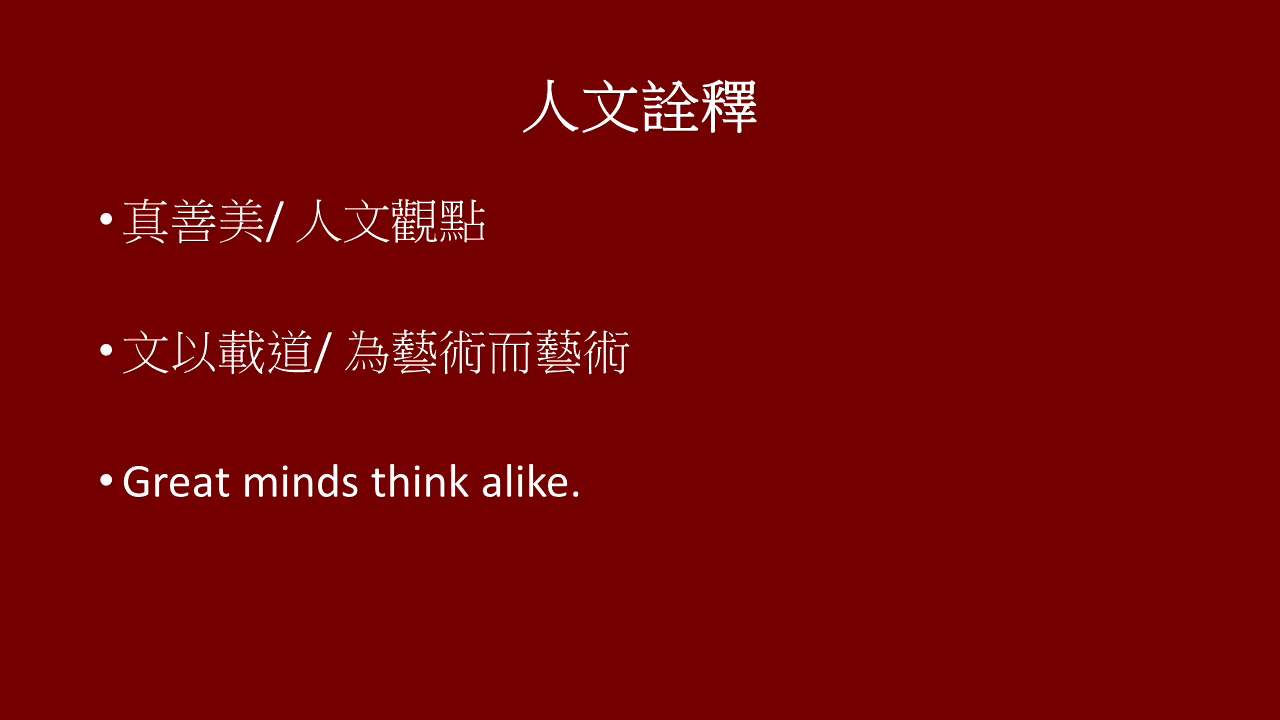 人文詮釋
• 真善美/ 人文觀點
• 文以載道/ 為藝術而藝術
• Great minds think alike.